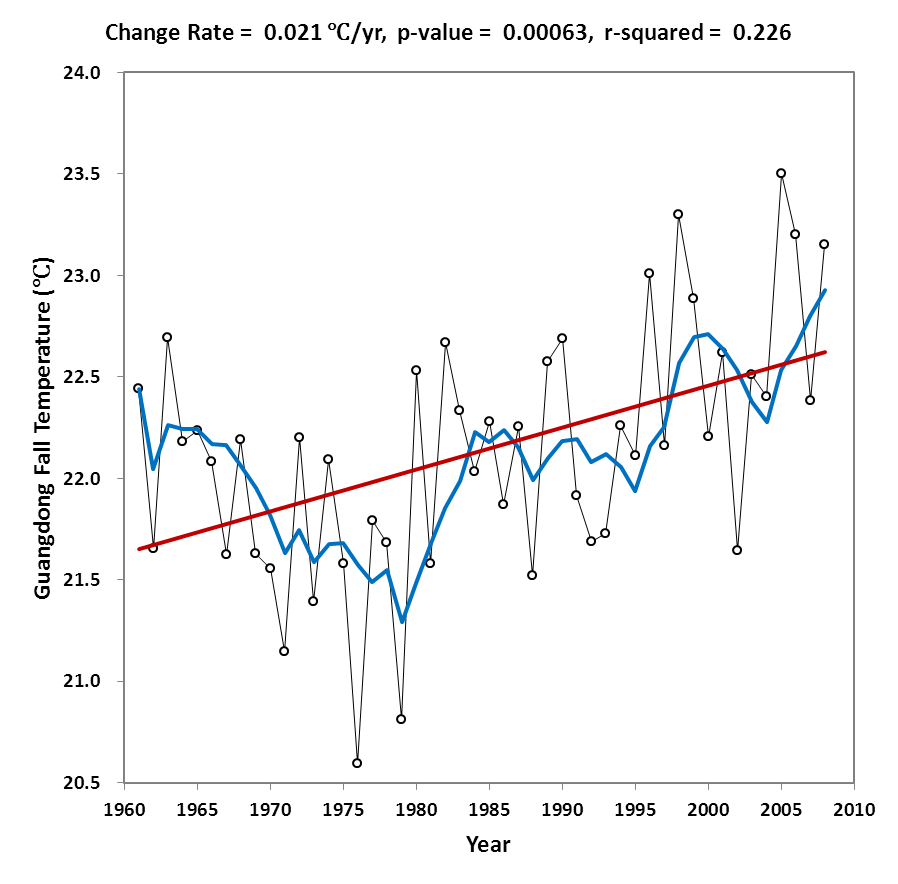 Change Rate = 0.021 ℃/yr, p-value = 0.00063, r-squared = 0.226
24.0
23.5
23.0
22.5
22.0
21.5
21.0
20.5
Guangdong Fall Temperature (℃)
1960 1965 1970 1975 1980 1985 1990 1995 2000 2005 2010
Year